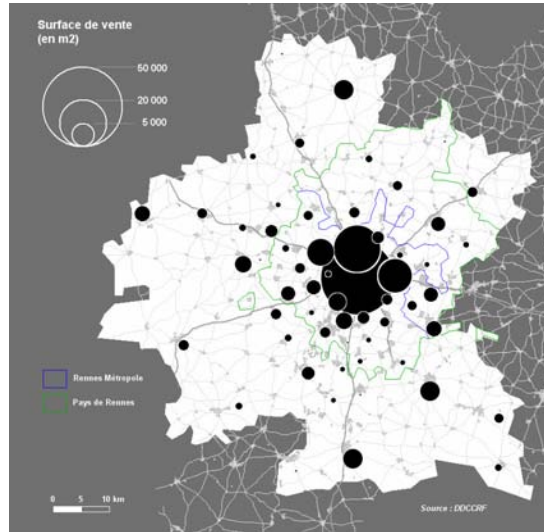 Surface de vente
(en m2)
50 000
20 000
5 000
Rennes Métropole
Pays de Rennes
0 5 10 km
Source : DDCCRF